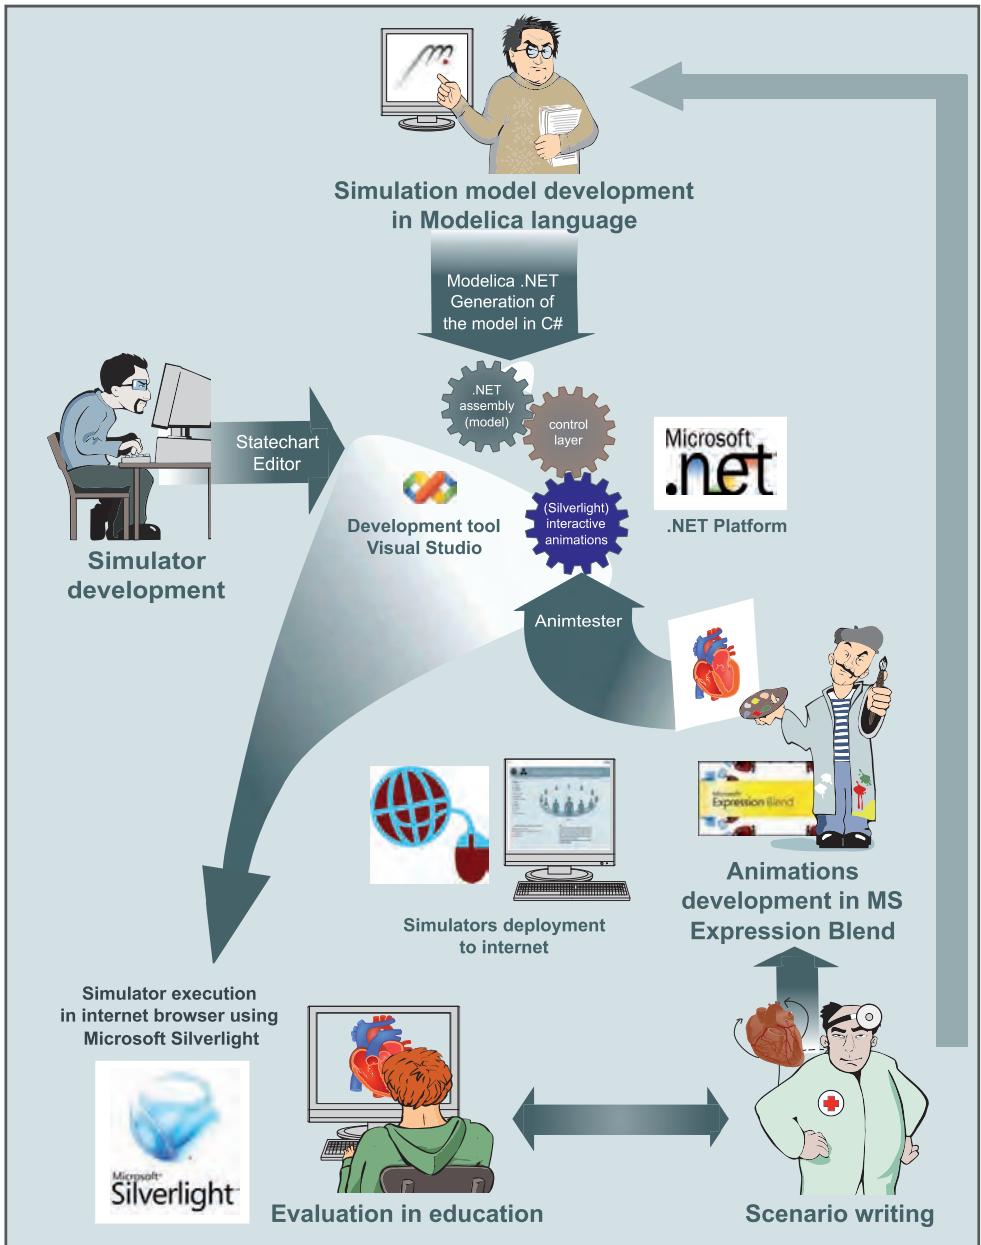 Simulation model development
in Modelica language
Modelica .NET
Generation of
the model in C#
.NET
assembly
(model)
control
layer
Statechart
Editor
Microsoft
.net
(Silverlight)
interactive
animations
Development tool
Visual Studio
.NET Platform
Simulator
development
Animtester
Microsoft
Expression Blend
Animations
development in MS
Expression Blend
Simulators deployment
to internet
Simulator execution
in internet browser using
Microsoft Silverlight
Microsoft
Silverlight
Evaluation in education
Scenario writing